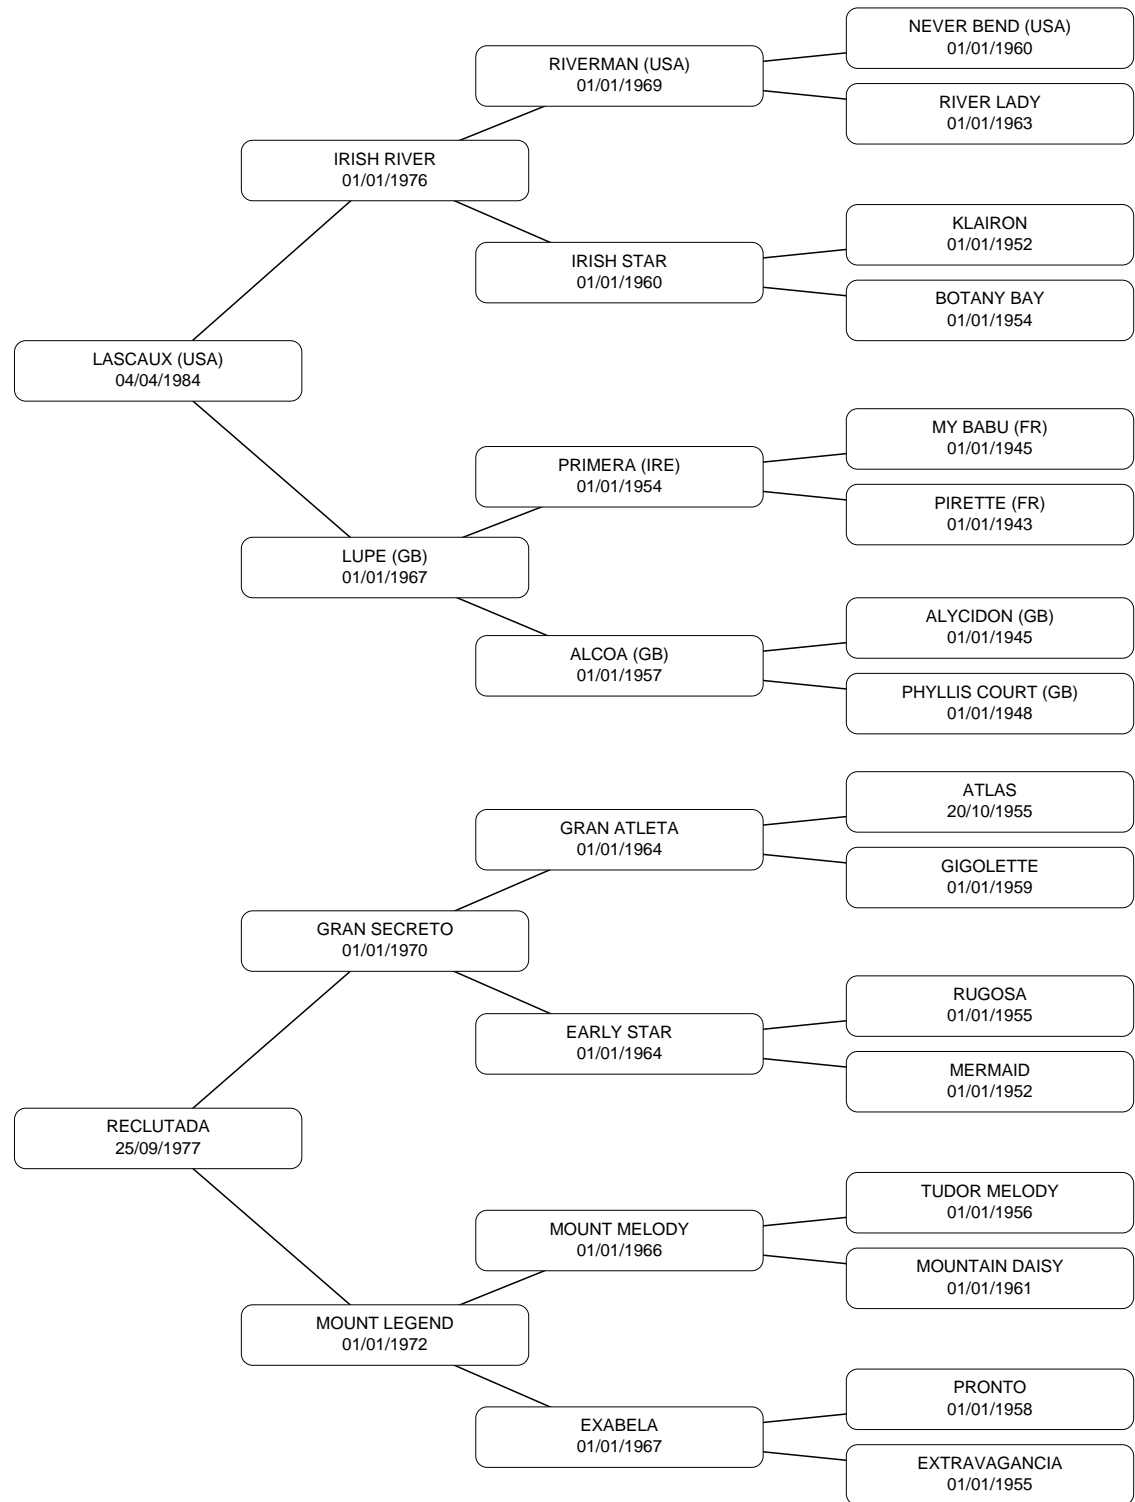 NEVER BEND (USA)
01/01/1960
RIVERMAN (USA)
01/01/1969
RIVER LADY
01/01/1963
IRISH RIVER
01/01/1976
KLAIRON
01/01/1952
IRISH STAR
01/01/1960
BOTANY BAY
01/01/1954
LASCAUX (USA)
04/04/1984
MY BABU (FR)
01/01/1945
PRIMERA (IRE)
01/01/1954
PIRETTE (FR)
01/01/1943
LUPE (GB)
01/01/1967
ALYCIDON (GB)
01/01/1945
ALCOA (GB)
01/01/1957
PHYLLIS COURT (GB)
01/01/1948
ATLAS
20/10/1955
GRAN ATLETA
01/01/1964
GIGOLETTE
01/01/1959
GRAN SECRETO
01/01/1970
RUGOSA
01/01/1955
EARLY STAR
01/01/1964
MERMAID
01/01/1952
RECLUTADA
25/09/1977
TUDOR MELODY
01/01/1956
MOUNT MELODY
01/01/1966
MOUNTAIN DAISY
01/01/1961
MOUNT LEGEND
01/01/1972
PRONTO
01/01/1958
EXABELA
01/01/1967
EXTRAVAGANCIA
01/01/1955